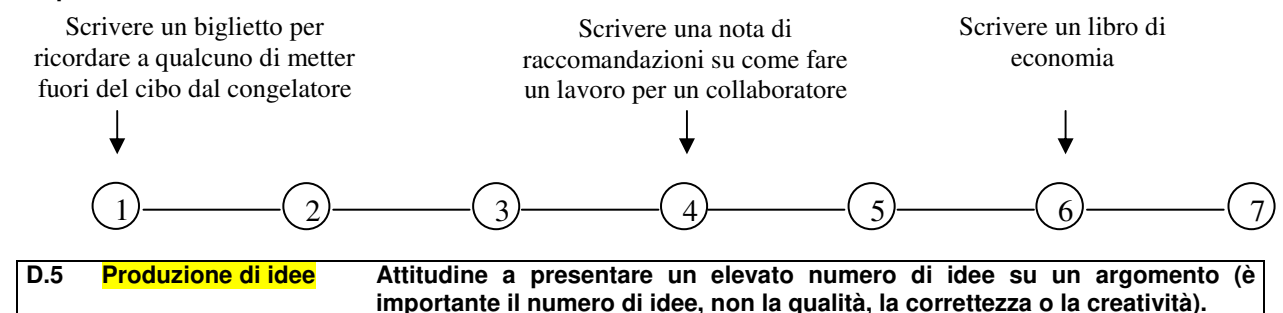 Scrivere un biglietto per
ricordare a qualcuno di metter
fuori del cibo dal congelatore
Scrivere una nota di
raccomandazioni su come fare
un lavoro per un collaboratore
Scrivere un libro di
economia
1 2 3 4 5 6 7
D.5 Produzione di idee Attitudine a presentare un elevato numero di idee su un argomento (è
importante il numero di idee, non la qualità, la correttezza o la creatività).